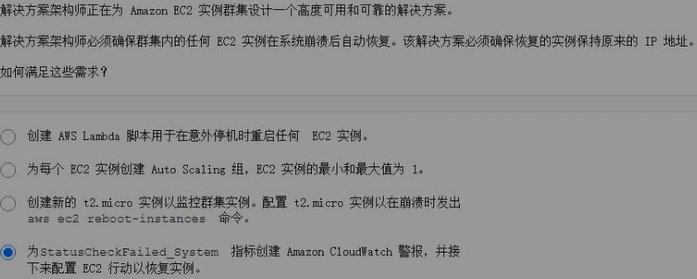 解决方案架构师正在为 Amazon EC2 实例群集设计一个高度可用和可靠的解决方案。
解决方案架构师必须确保群集内的任何 EC2 实例在系统崩溃后自动恢复。该解决方案必须确保恢复的实例保持原来的 IP 地址。
如何满足这些需求？
创建 AWS Lambda 脚本用于在意外停机时重启任何 EC2 实例。
为每个 EC2 实例创建 Auto Scaling 组，EC2 实例的最小和最大值为 1。
创建新的 t2.micro 实例以监控群集实例。配置 t2.micro 实例以在崩溃时发出
aws ec2 reboot-instances 命令。
为StatusCheckFailed_System 指标创建 Amazon CloudWatch 警报，并接
下来配置 EC2 行动以恢复实例。